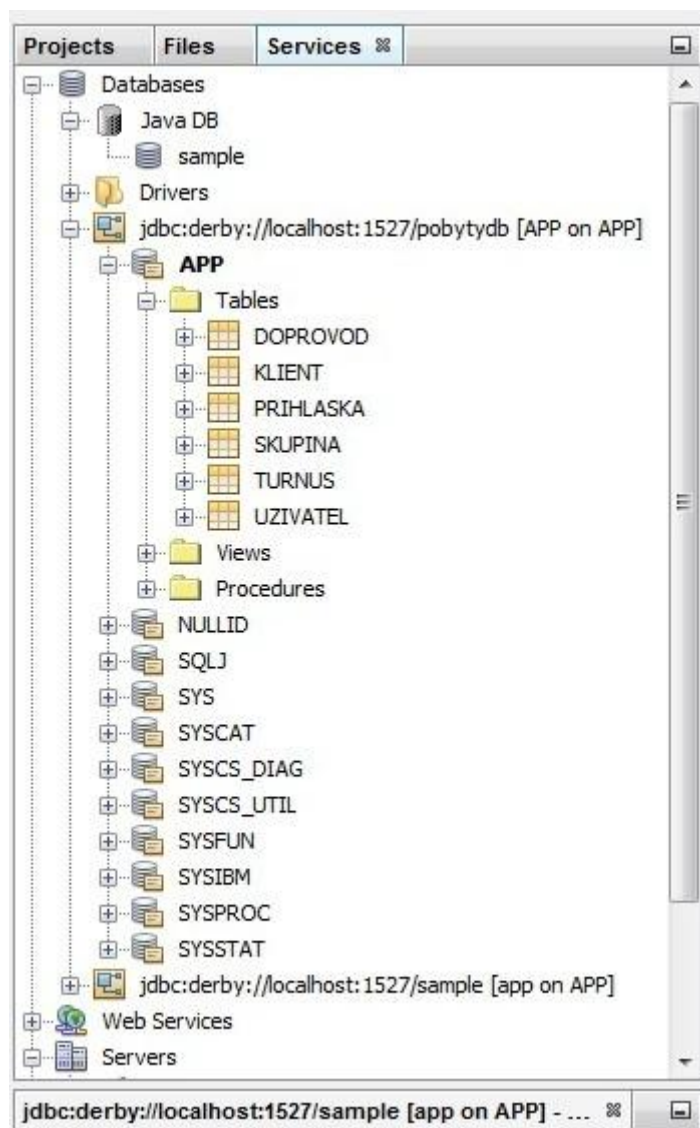 Projects Files Services
Databases
Java DB
sample
Drivers
jdbc:derby://localhost:1527/pobytydb [APP on APP]
APP
Tables
DOPROVOD
KLIENT
PRIHLASKA
SKUPINA
TURNUS
UZIVATEL
Views
Procedures
NULLID
SQLJ
SYS
SYSCAT
SYSCS_DIAG
SYSCS_UTIL
SYSFUN
SYSIBM
SYSPROC
SYSSTAT
jdbc:derby://localhost:1527/sample [app on APP]
Web Services
Servers
jdbc:derby://localhost:1527/sample [app on APP] - ...